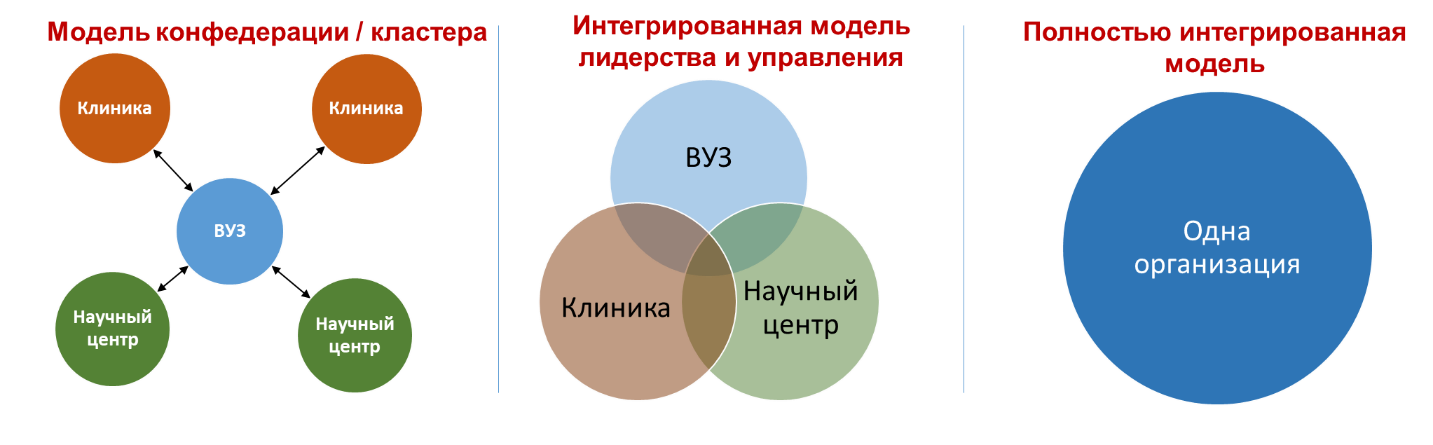 Модель конфедерации / кластера
Клиника
Клиника
ВУЗ
Научный
центр
Научный
центр
Интегрированная модель
лидерства и управления
ВУЗ
Клиника
Научный
центр
Полностью интегрированная
модель
Одна
организация